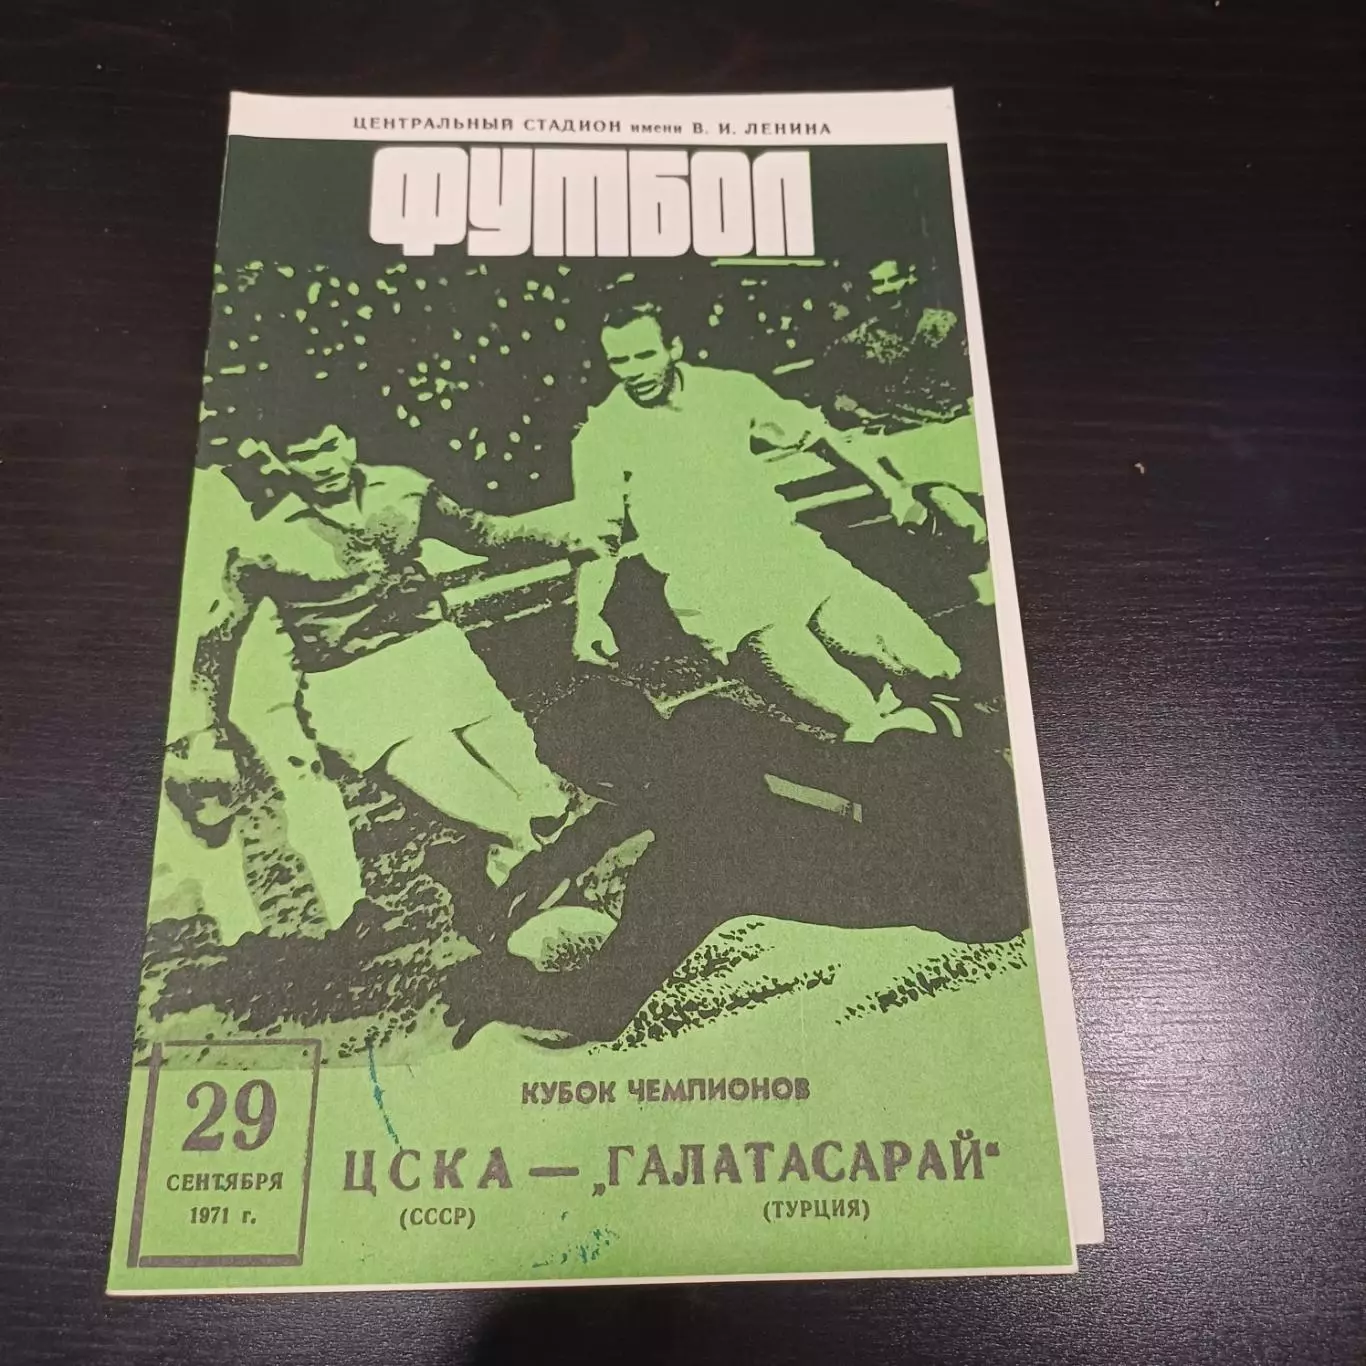 ЦЕНТРАЛЬНЫЙ СТАДИОН имени В. И. ЛЕНИНА
ФУТБОЛ
КУБОК ЧЕМПИОНОВ
29
СЕНТЯБРЯ
1971 г.
ЦСКА — „ГАЛАТАСАРАЙ“
(СССР) (ТУРЦИЯ)